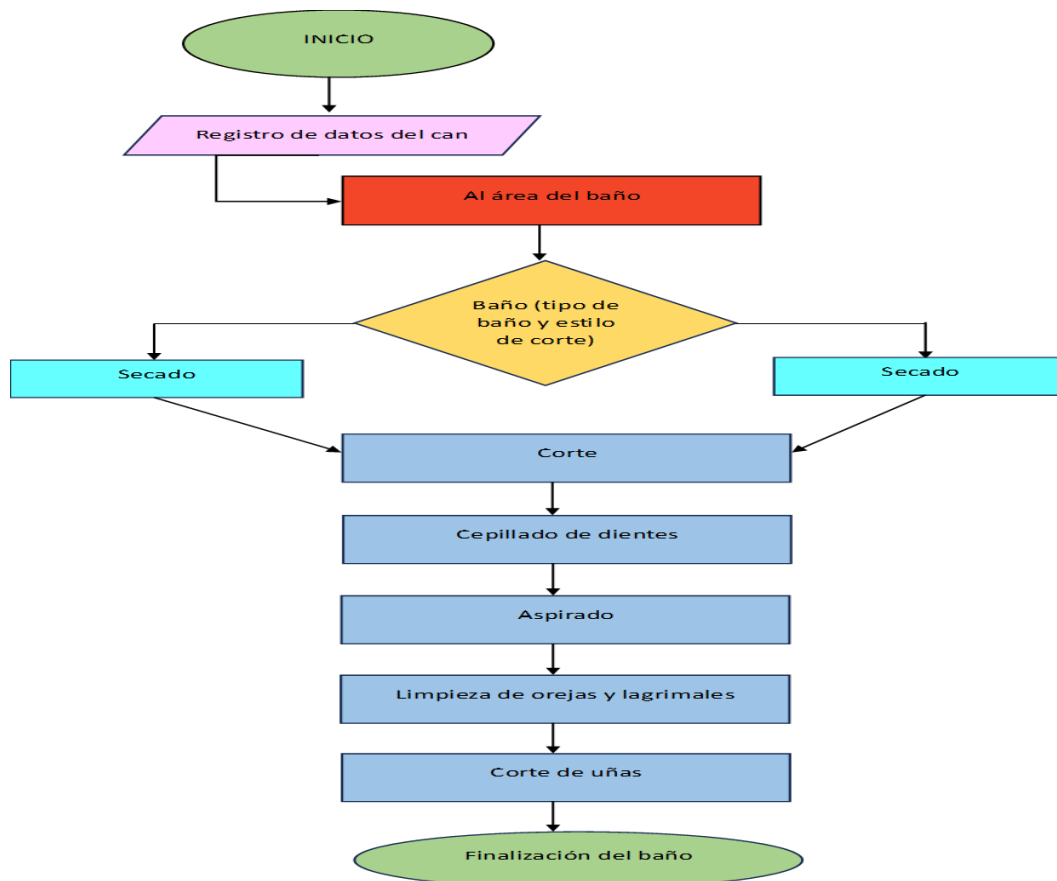 INICIO
Registro de datos del can
Al área del baño
Baño (tipo de
baño y estilo
de corte)
Secado
Secado
Corte
Cepillado de dientes
Aspirado
Limpieza de orejas y lagrimales
Corte de uñas
Finalización del baño